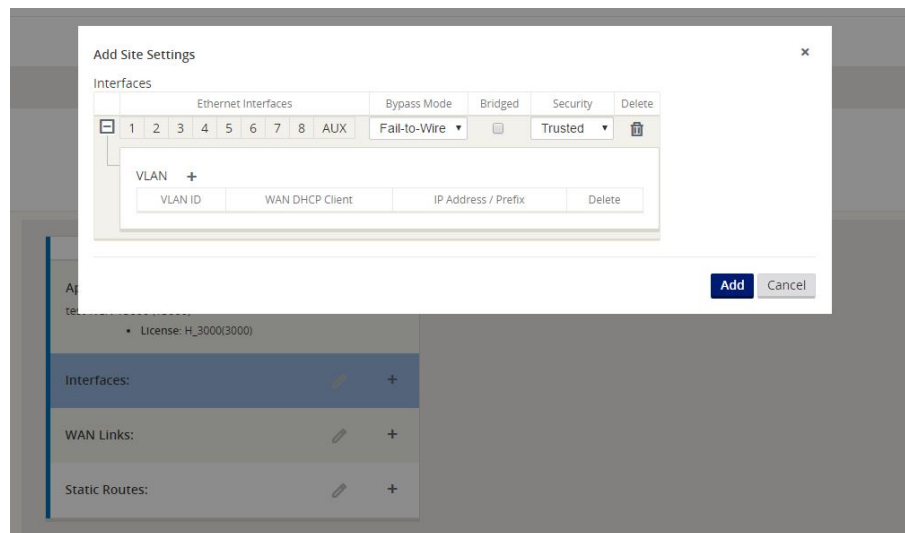 Add Site Settings ×
Interfaces
Ethernet Interfaces Bypass Mode Bridged Security Delete
1 2 3 4 5 6 7 8 AUX Fail-to-Wire Trusted
VLAN +
VLAN ID WAN DHCP Client IP Address / Prefix Delete
Add Cancel
• License: H_3000(3000)
Interfaces: +
WAN Links: +
Static Routes: +